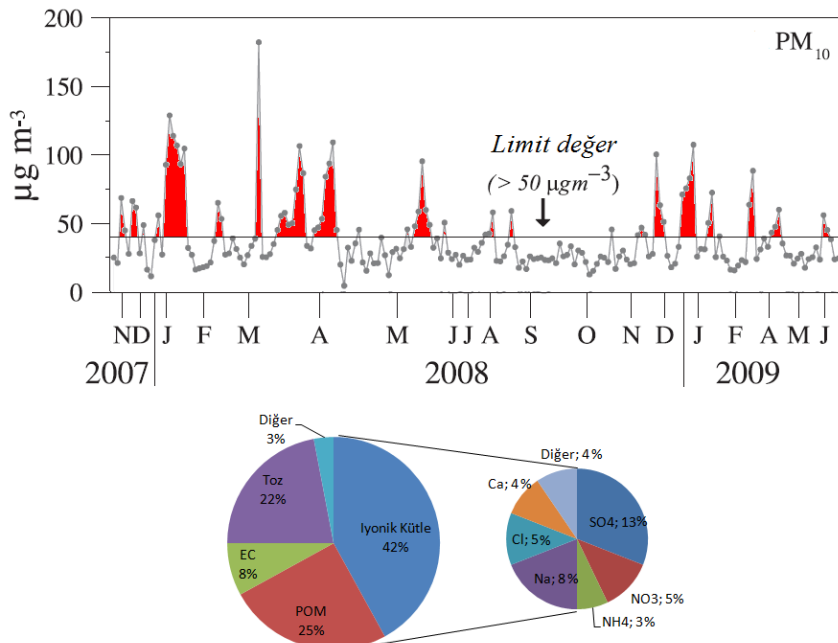 200
PM10
150
µg m-3
100
Limit değer
(> 50 µgm−3)
50
0
N D J F M A M J J A S O N D J F M A M J
2007 2008 2009
Diğer
3%
Toz
22%
Iyonik Kütle
42%
EC
8%
POM
25%
Diğer; 4%
Ca; 4%
SO4; 13%
Cl; 5%
Na; 8%
NO3; 5%
NH4; 3%